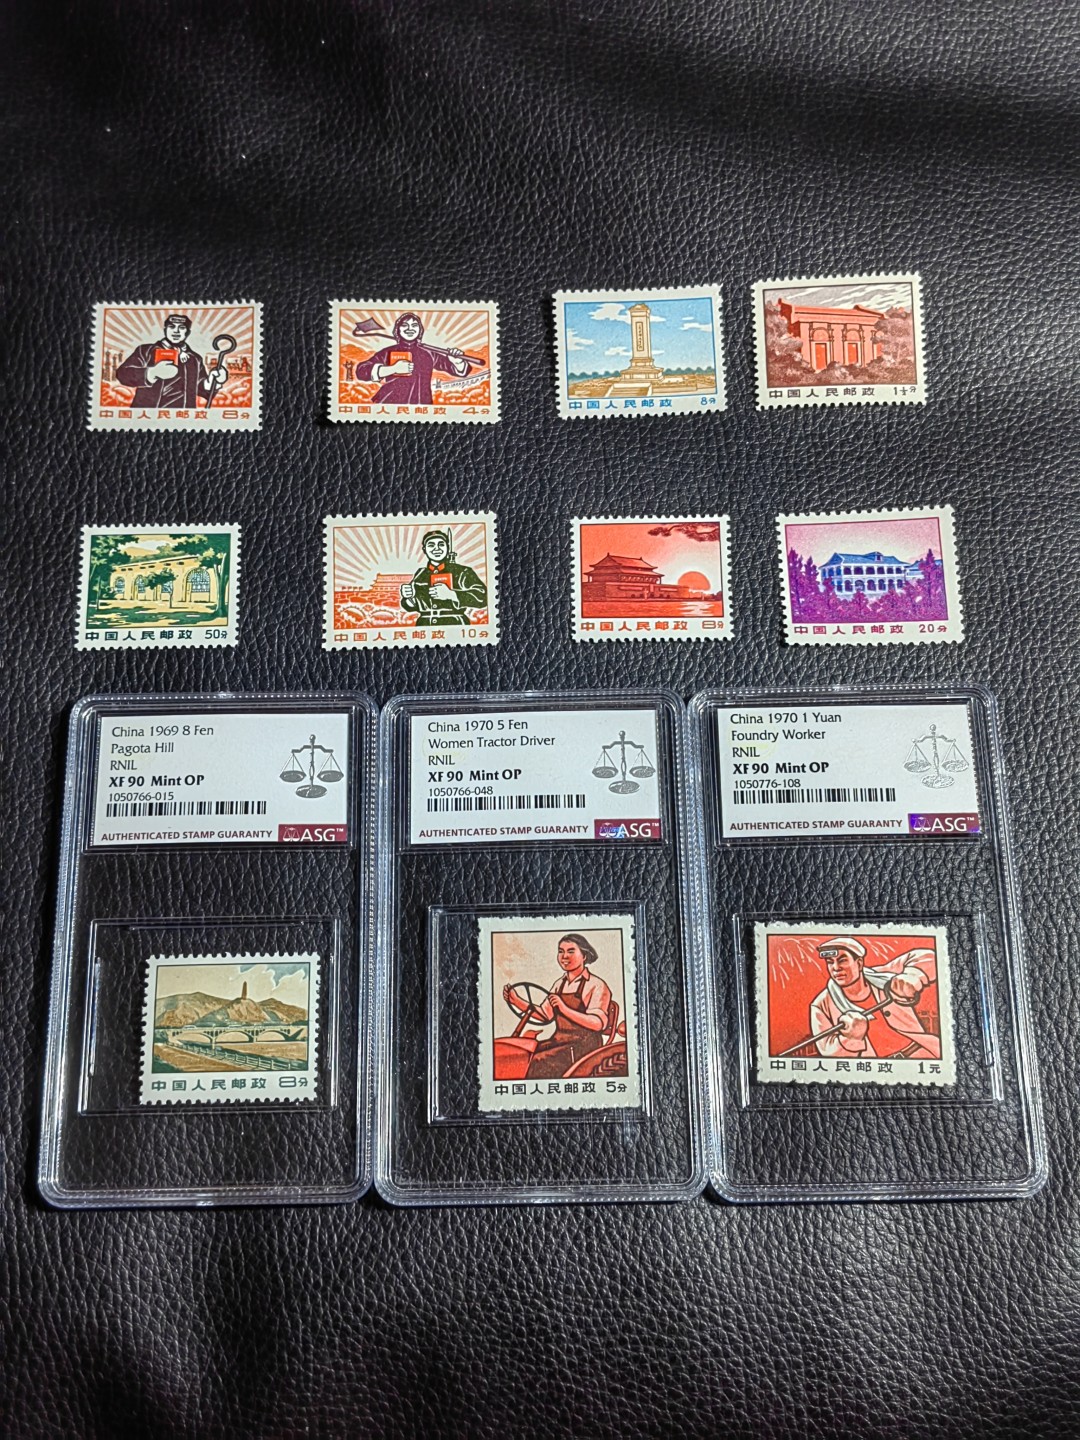 中国人民邮政 8分
中国人民邮政 4分
中国人民邮政 8分
中国人民邮政 1½分
中国人民邮政 50分
中国人民邮政 10分
中国人民邮政 8分
中国人民邮政 20分
China 1969 8 Fen
Pagota Hill
RNIL
XF 90 Mint OP
1050766-015
AUTHENTICATED STAMP GUARANTY ASG™
中国人民邮政 8分
China 1970 5 Fen
Women Tractor Driver
RNIL
XF 90 Mint OP
1050766-048
AUTHENTICATED STAMP GUARANTY ASG™
中国人民邮政 5分
China 1970 1 Yuan
Foundry Worker
RNIL
XF 90 Mint OP
1050776-108
AUTHENTICATED STAMP GUARANTY ASG™
中国人民邮政 1元